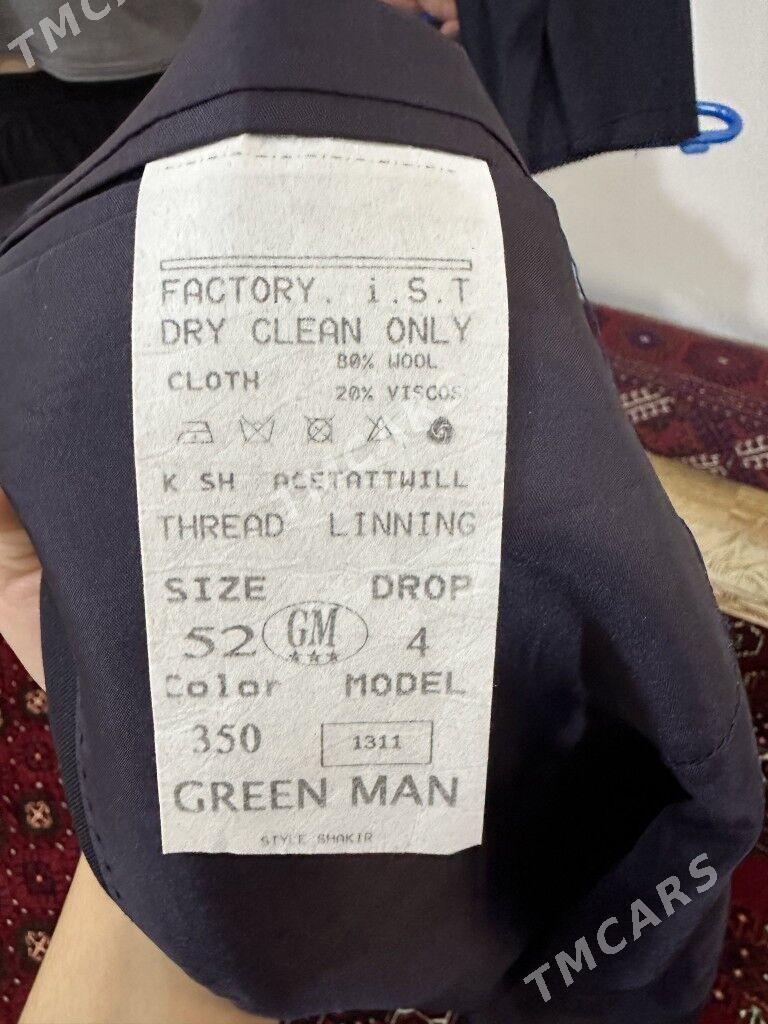 TMCARS
FACTORY. i.S.T
DRY CLEAN ONLY
CLOTH 80% WOOL
20% VISCOS
K SH ACETATTWILL
THREAD LINNING
SIZE DROP
52 GM 4
Color MODEL
350 1311
GREEN MAN
STYLE SHAKIR
TMCARS